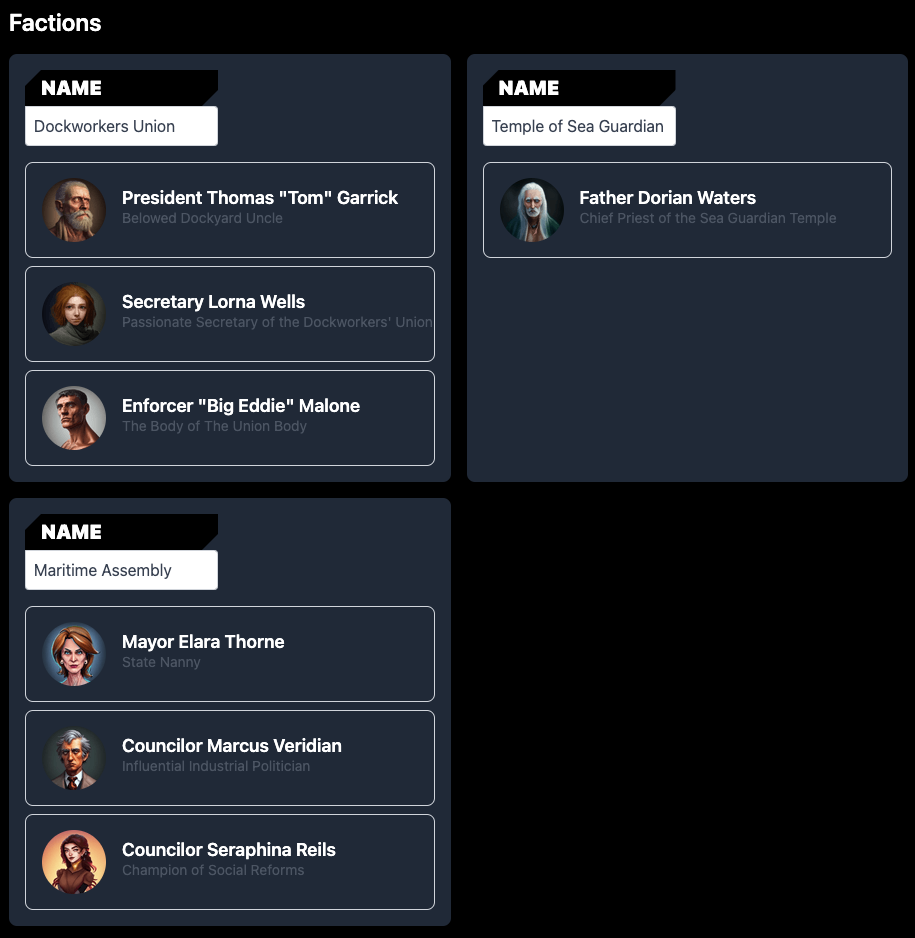 Factions
NAME
Dockworkers Union
President Thomas "Tom" Garrick
Belowed Dockyard Uncle
Secretary Lorna Wells
Passionate Secretary of the Dockworkers' Union
Enforcer "Big Eddie" Malone
The Body of The Union Body
NAME
Temple of Sea Guardian
Father Dorian Waters
Chief Priest of the Sea Guardian Temple
NAME
Maritime Assembly
Mayor Elara Thorne
State Nanny
Councilor Marcus Veridian
Influential Industrial Politician
Councilor Seraphina Reils
Champion of Social Reforms